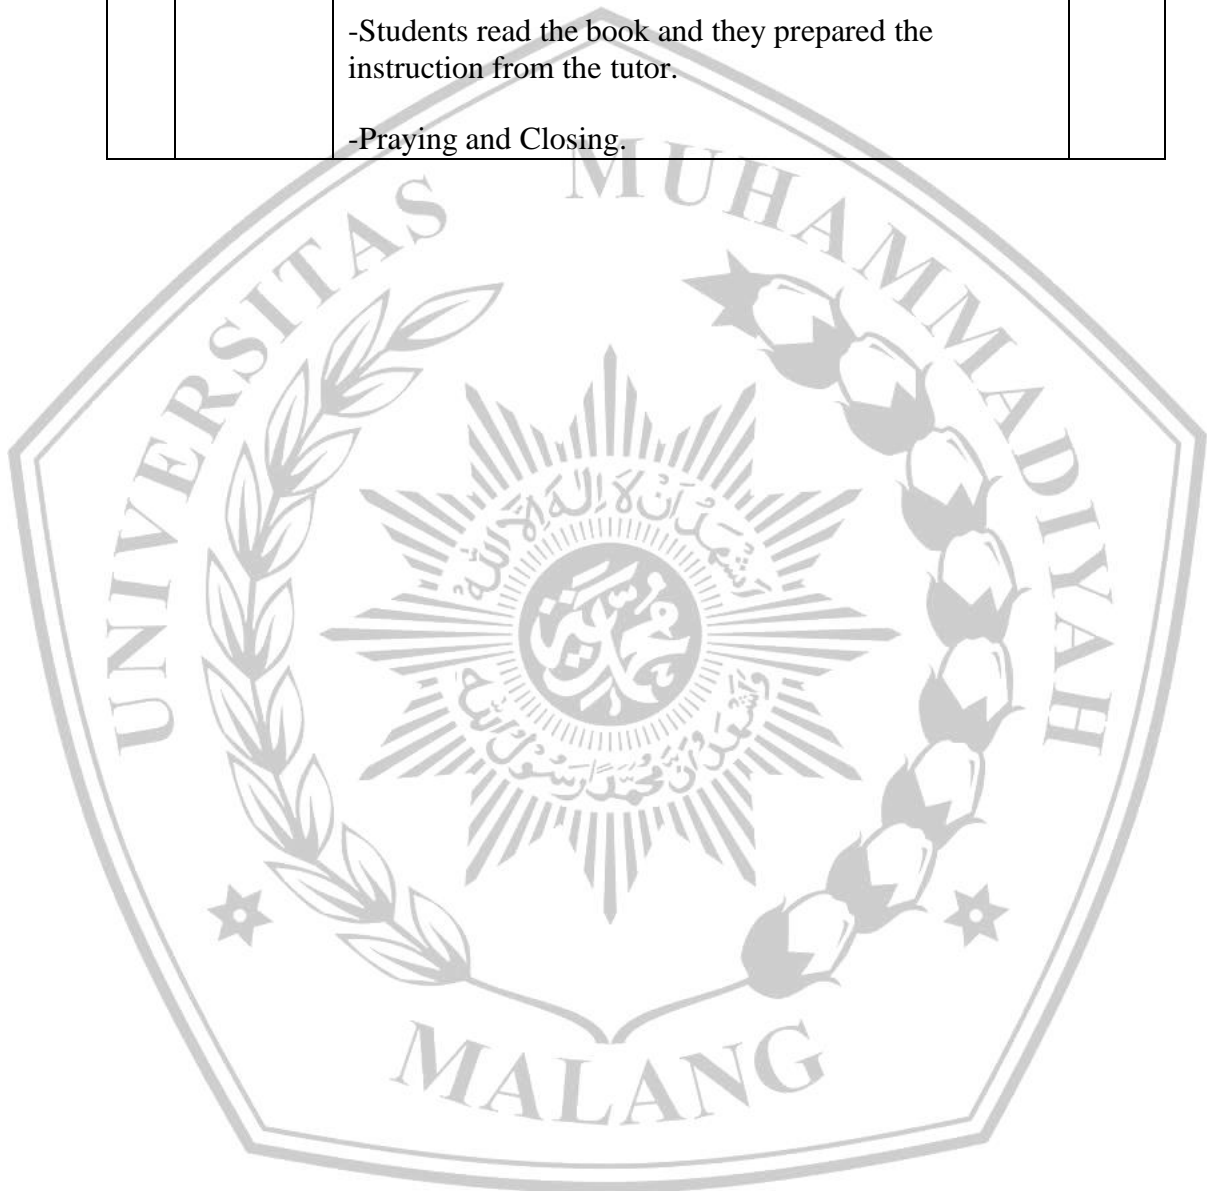 -Students read the book and they prepared the
instruction from the tutor.
-Praying and Closing.
UNIVERSITAS MUHAMMADIYAH
MALANG